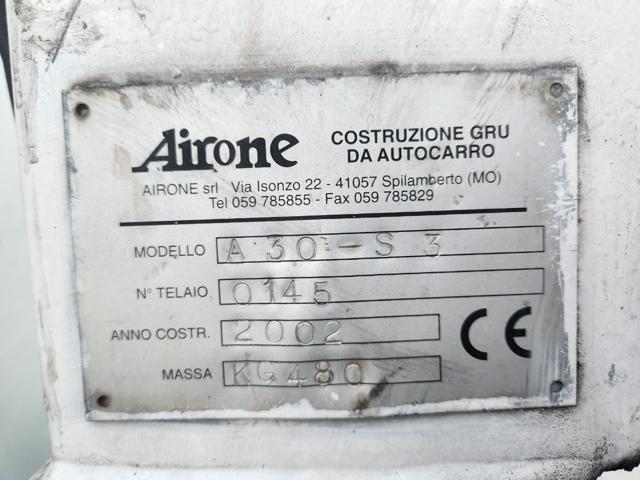 Airone
COSTRUZIONE GRU
DA AUTOCARRO
AIRONE srl Via Isonzo 22 - 41057 Spilamberto (MO)
Tel 059 785855 - Fax 059 785829
MODELLO A 30-S 3
N° TELAIO 0145
ANNO COSTR. 2002
CE
MASSA KG 480